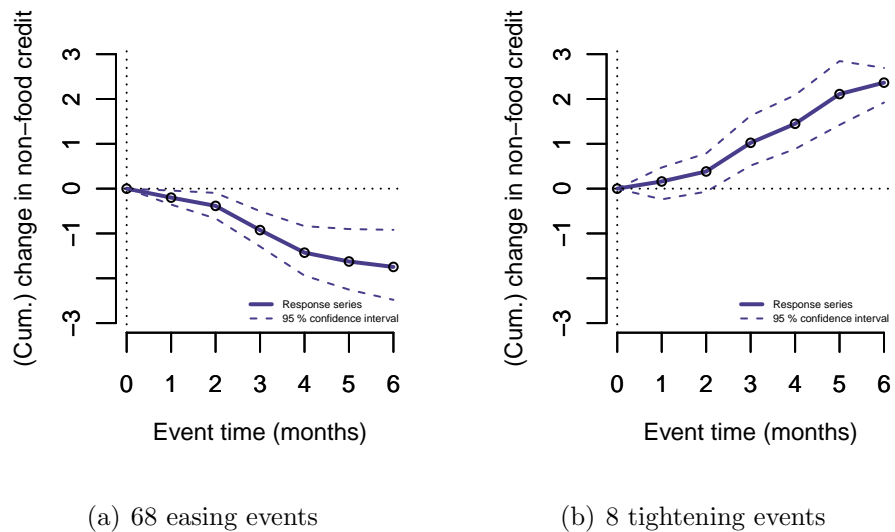 (Cum.) change in non−food credit
3
2
1
0
−1
−3
Response series
95 % confidence interval
0 1 2 3 4 5 6
Event time (months)
(a) 68 easing events
(Cum.) change in non−food credit
3
2
1
0
−1
−3
Response series
95 % confidence interval
0 1 2 3 4 5 6
Event time (months)
(b) 8 tightening events